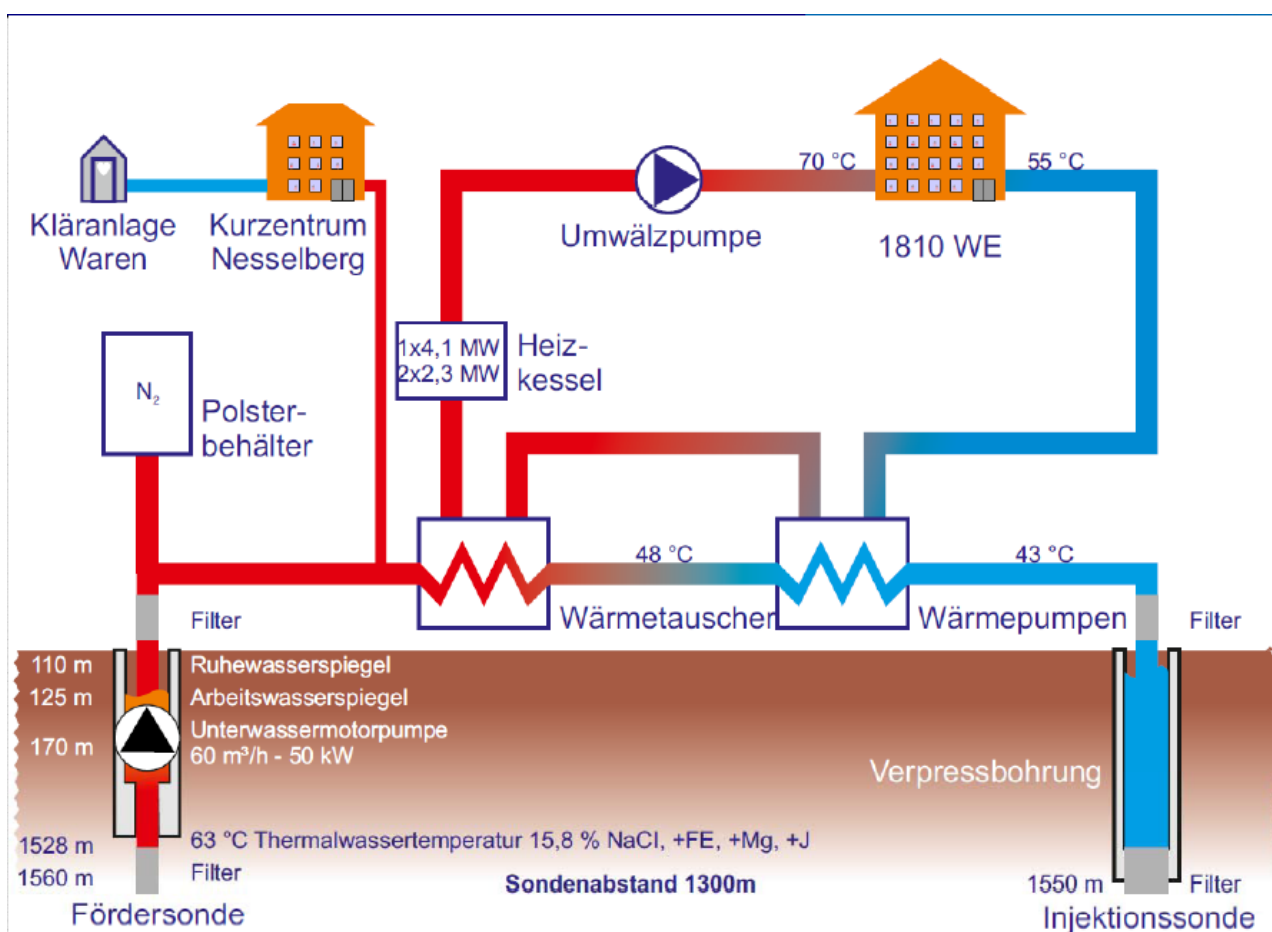 70 °C
55 °C
Kläranlage
Waren
Kurzentrum
Nesselberg
Umwälzpumpe
1810 WE
1x4,1 MW
2x2,3 MW
Heiz-
kessel
N₂
Polster-
behälter
48 °C
43 °C
Wärmetauscher
Wärmepumpen
Filter
Filter
110 m
Ruhewasserspiegel
125 m
Arbeitswasserspiegel
170 m
Unterwassermotorpumpe
60 m³/h - 50 kW
Verpressbohrung
1528 m
63 °C Thermalwassertemperatur 15,8 % NaCl, +FE, +Mg, +J
1560 m
Filter
Sondenabstand 1300m
1550 m
Filter
Fördersonde
Injektionssonde